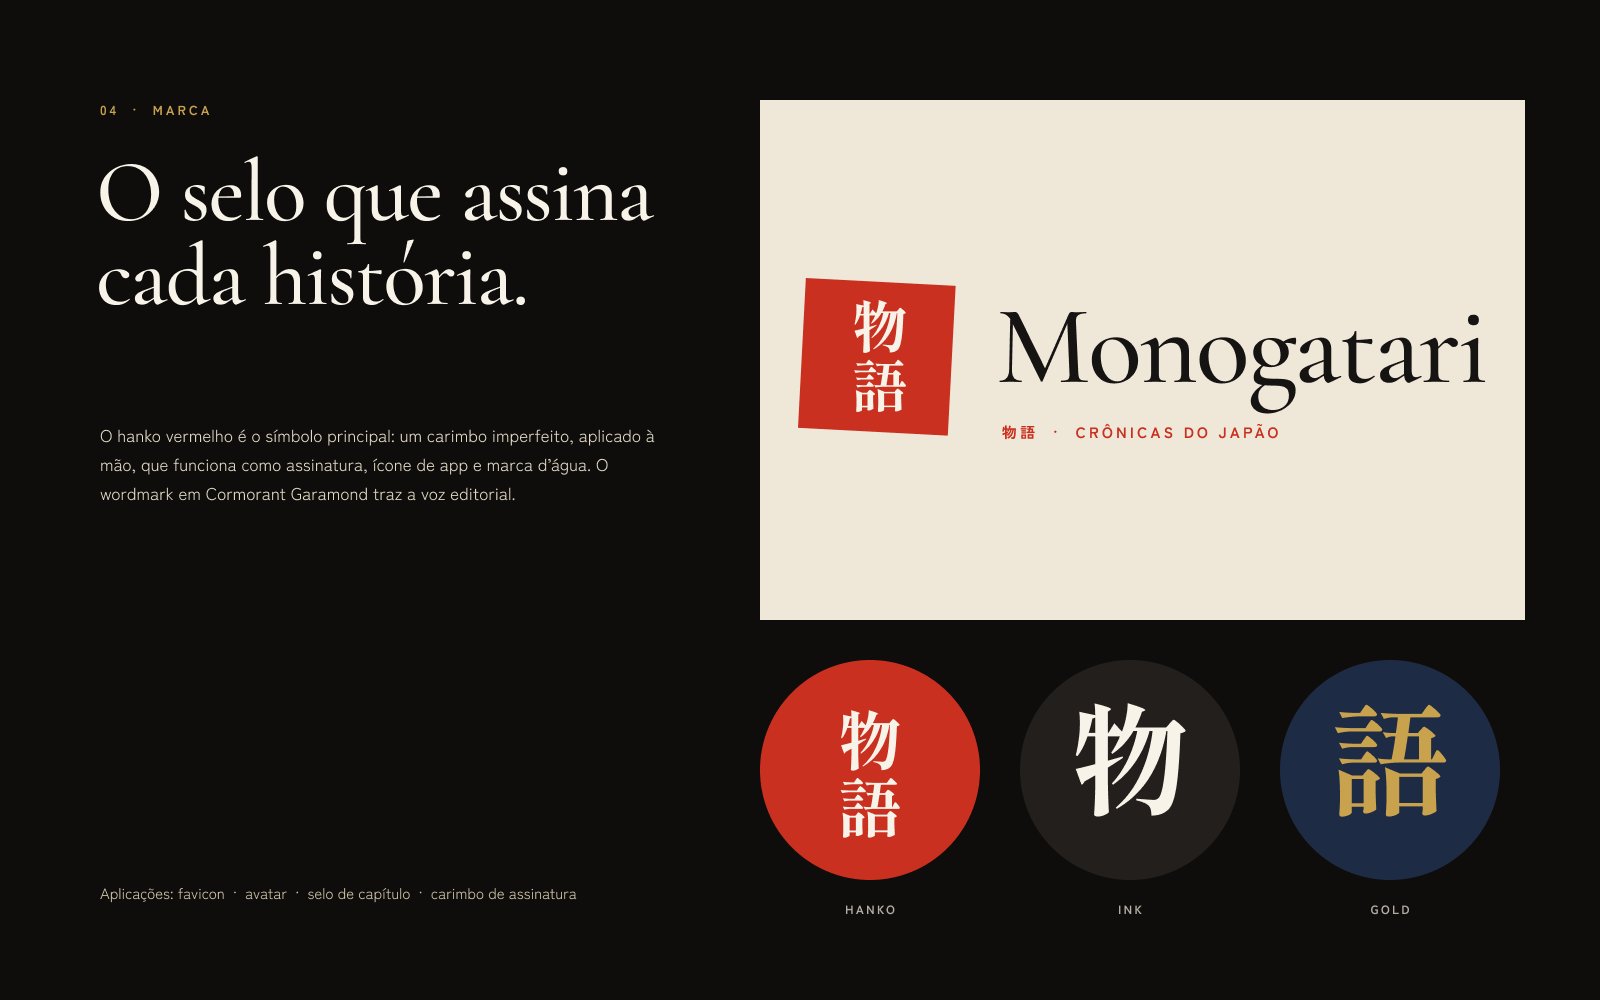 04 · MARCA
O selo que assina
cada história.
O hanko vermelho é o símbolo principal: um carimbo imperfeito, aplicado à
mão, que funciona como assinatura, ícone de app e marca d’água. O
wordmark em Cormorant Garamond traz a voz editorial.
Aplicações: favicon · avatar · selo de capítulo · carimbo de assinatura
物
語
Monogatari
物語 · CRÔNICAS DO JAPÃO
物
語
HANKO
物
INK
語
GOLD